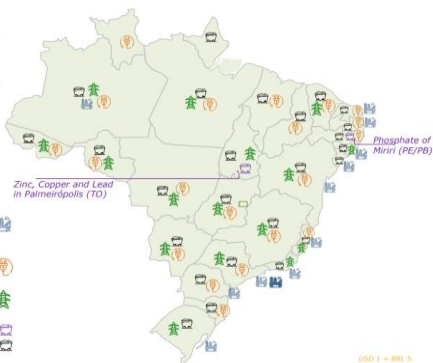 Phosphate of
Miriri (PE/PB)
Zinc, Copper and Lead
in Palmeirópolis (TO)
USD 1 = BRL 5